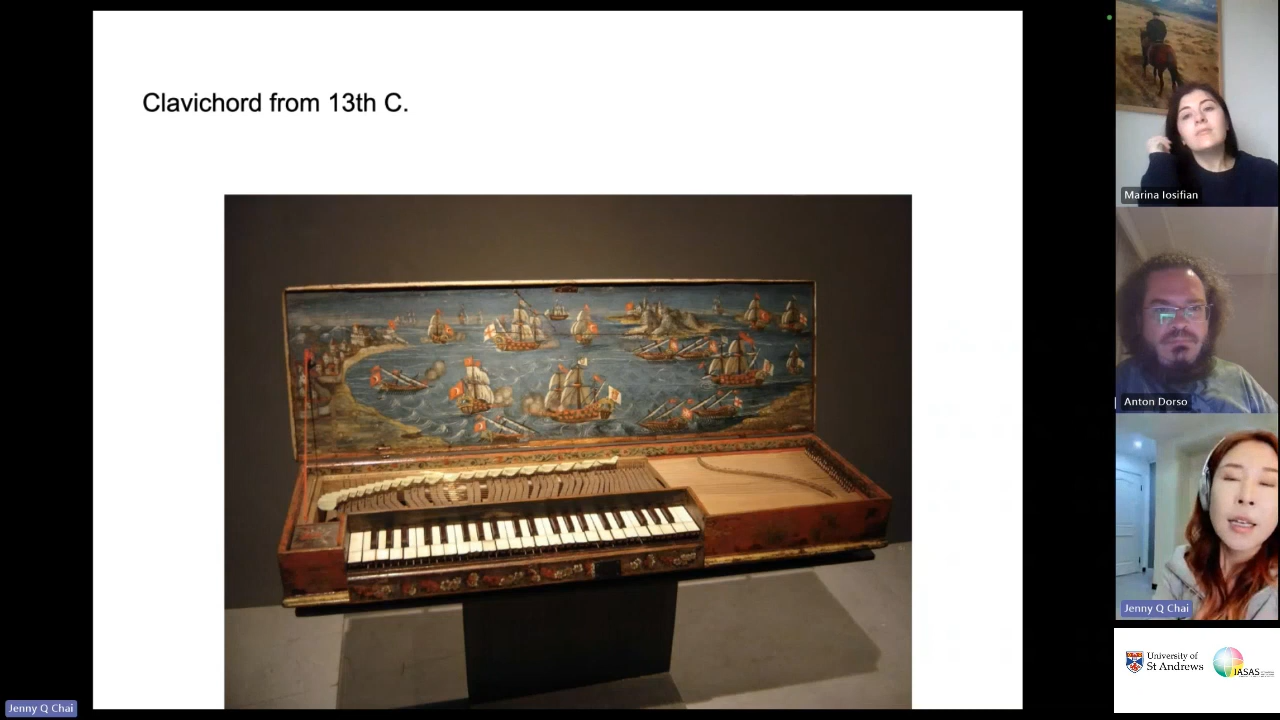 Clavichord from 13th C.
Marina Iosifian
Anton Dorso
Jenny Q Chai
University of
St Andrews
IASAS
Jenny Q Chai